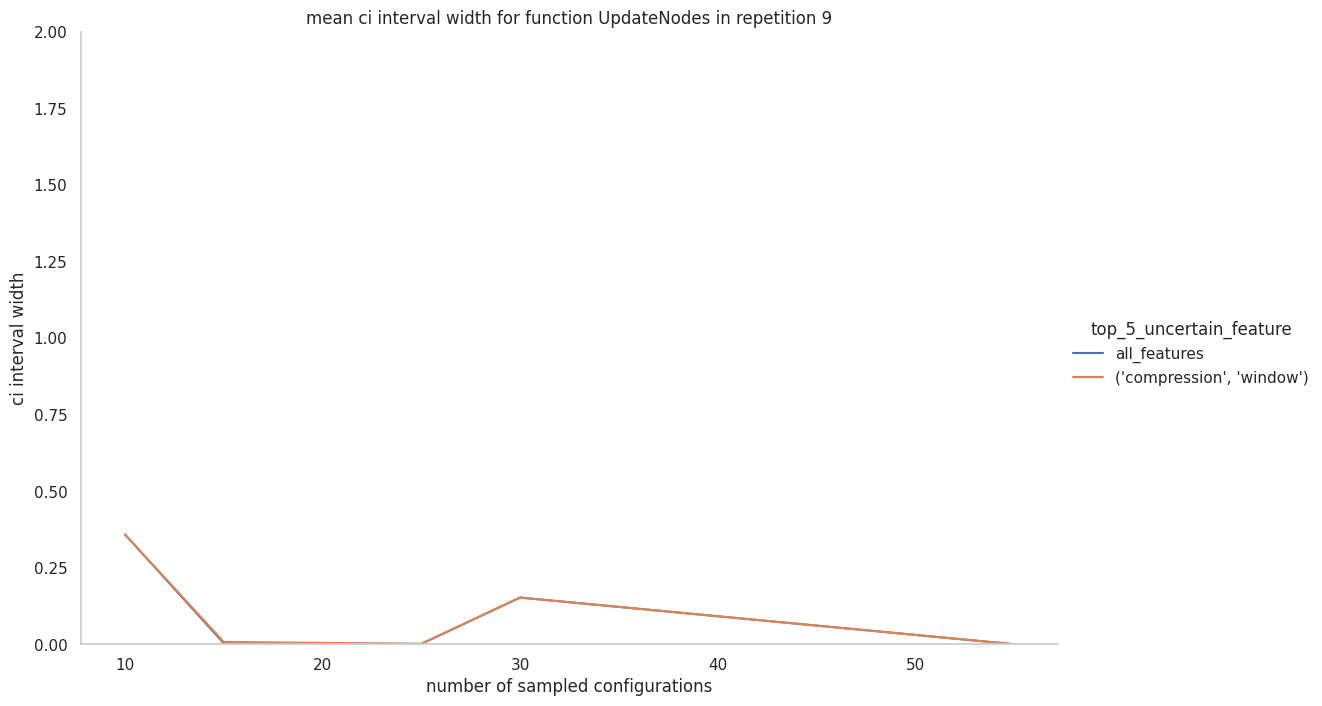 mean ci interval width for function UpdateNodes in repetition 9
2.00
1.75
1.50
1.25
1.00
0.75
0.50
0.25
0.00
ci interval width
10
20
30
40
50
number of sampled configurations
top_5_uncertain_feature
all_features
('compression', 'window')